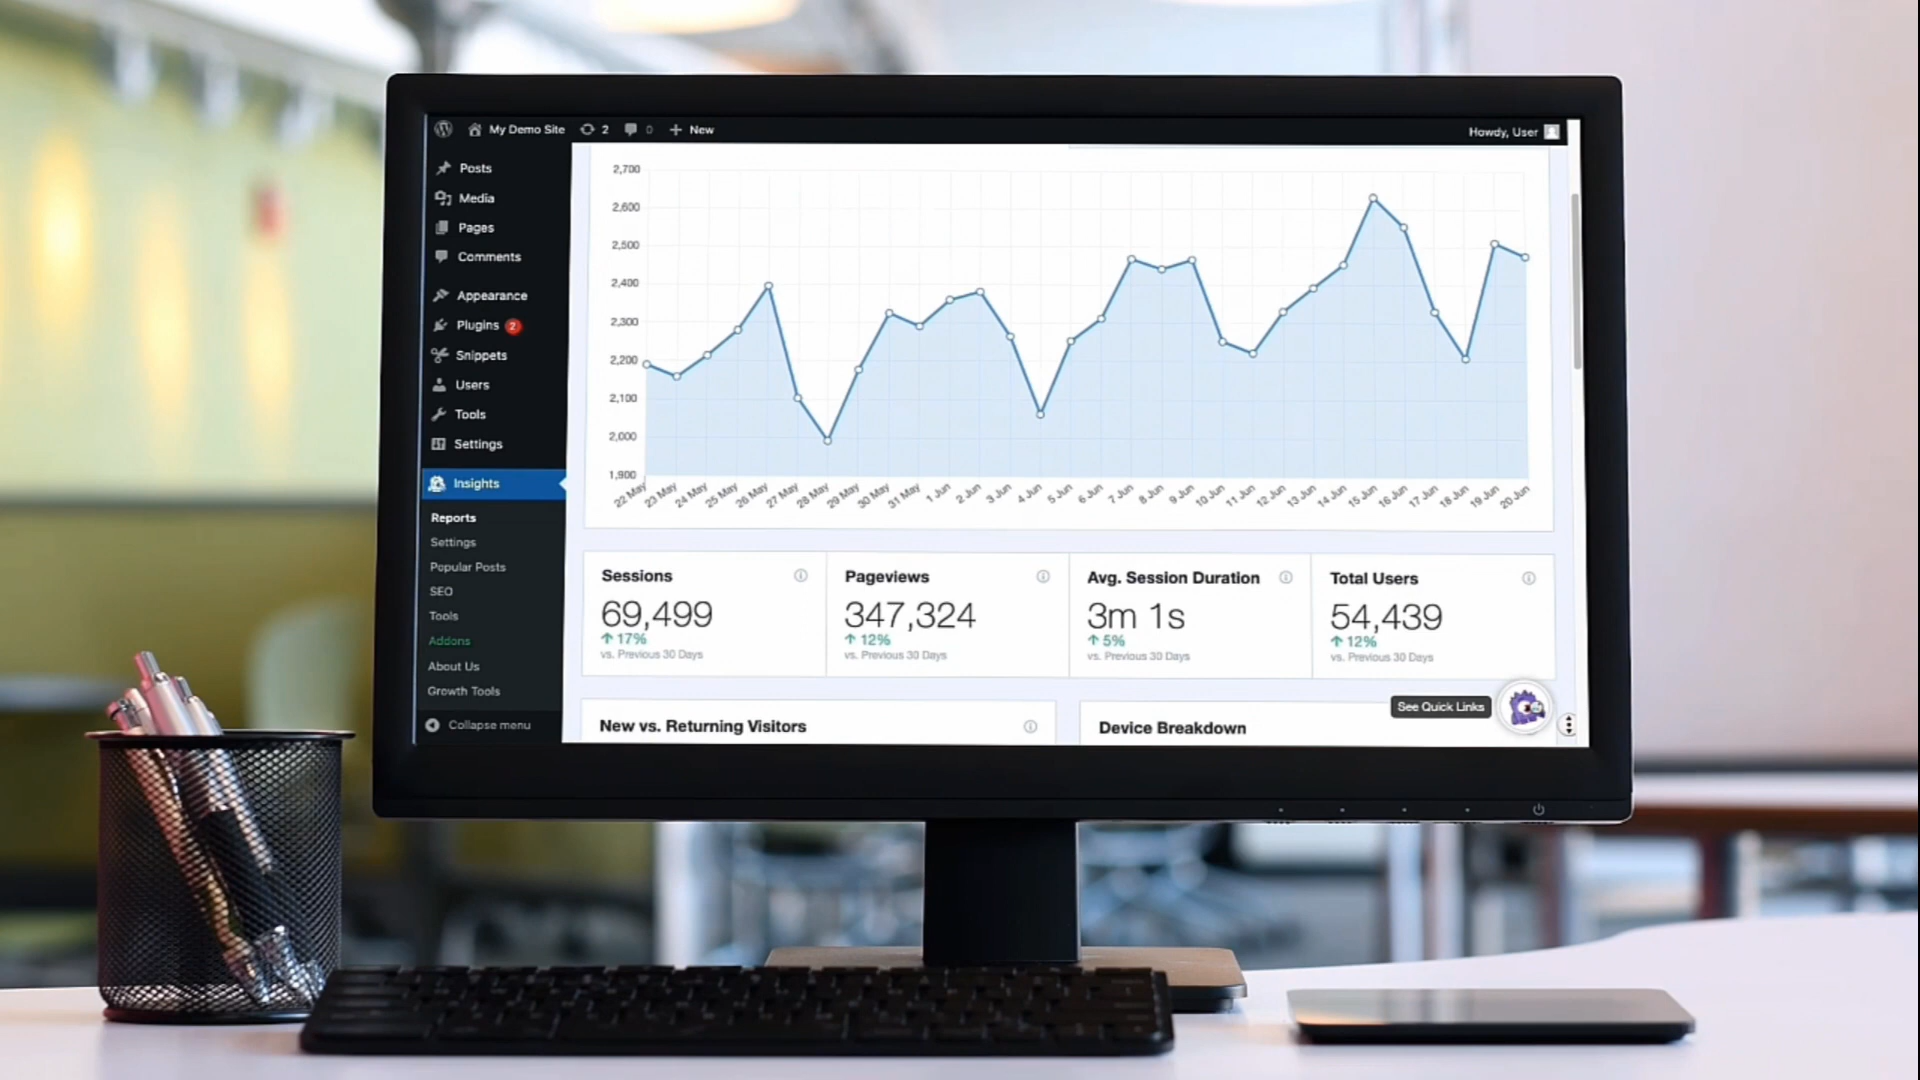 My Demo Site 2 0 New Howdy, User
Posts
Media
Pages
Comments
Appearance
Plugins 2
Snippets
Users
Tools
Settings
Insights
Reports
Settings
Popular Posts
SEO
Tools
Addons
About Us
Growth Tools
Collapse menu
2,700
2,600
2,500
2,400
2,300
2,200
2,100
2,000
1,900
22 May 23 May 24 May 25 May 26 May 27 May 28 May 29 May 30 May 31 May 1 Jun 2 Jun 3 Jun 4 Jun 5 Jun 6 Jun 7 Jun 8 Jun 9 Jun 10 Jun 11 Jun 12 Jun 13 Jun 14 Jun 15 Jun 16 Jun 17 Jun 18 Jun 19 Jun 20 Jun
Sessions
69,499
17%
vs. Previous 30 Days
Pageviews
347,324
12%
vs. Previous 30 Days
Avg. Session Duration
3m 1s
5%
vs. Previous 30 Days
Total Users
54,439
12%
vs. Previous 30 Days
See Quick Links
New vs. Returning Visitors
Device Breakdown